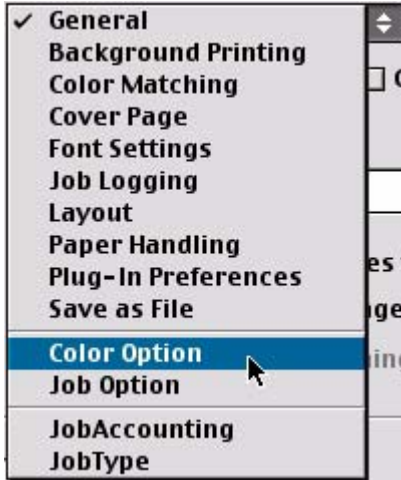 General
Background Printing
Color Matching
Cover Page
Font Settings
Job Logging
Layout
Paper Handling
Plug-In Preferences
Save as File
Color Option
Job Option
JobAccounting
JobType